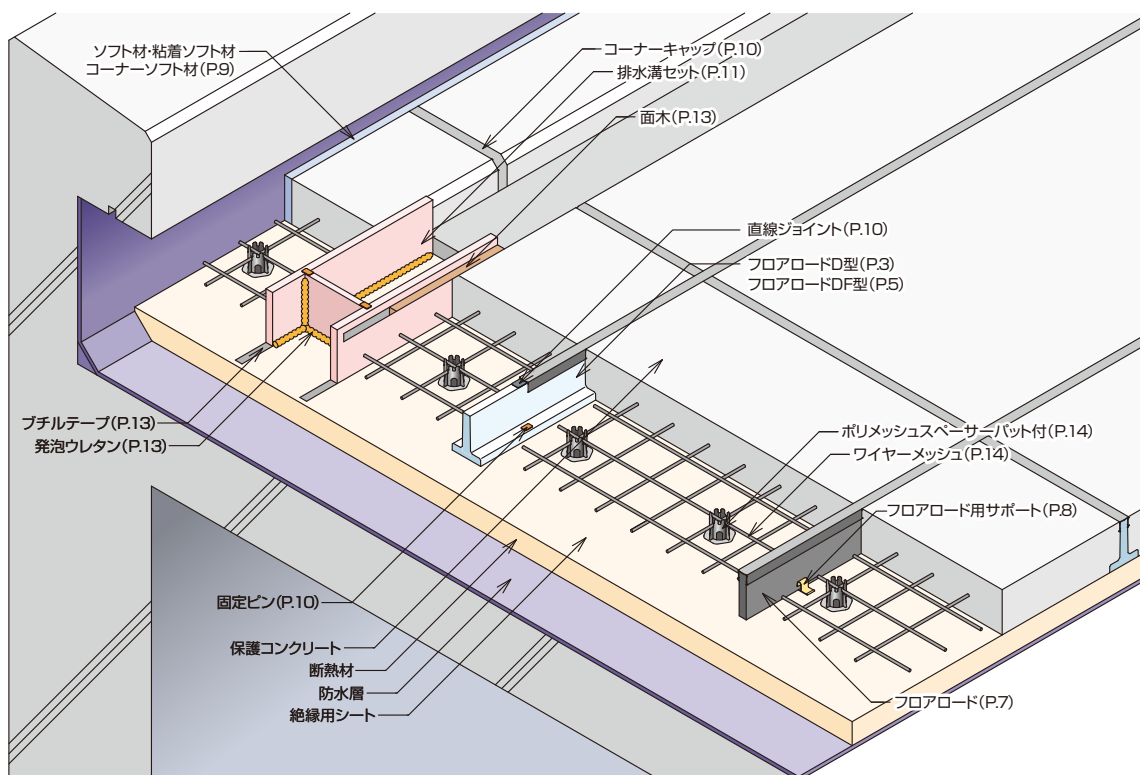 ソフト材・粘着ソフト材
コーナーソフト材(P.9)
コーナーキャップ(P.10)
排水溝セット(P.11)
面木(P.13)
直線ジョイント(P.10)
フロアロードD型(P.3)
フロアロードDF型(P.5)
ブチルテープ(P.13)
発泡ウレタン(P.13)
ポリメッシュスペーサーパット付(P.14)
ワイヤーメッシュ(P.14)
フロアロード用サポート(P.8)
固定ピン(P.10)
保護コンクリート
断熱材
防水層
絶縁用シート
フロアロード(P.7)